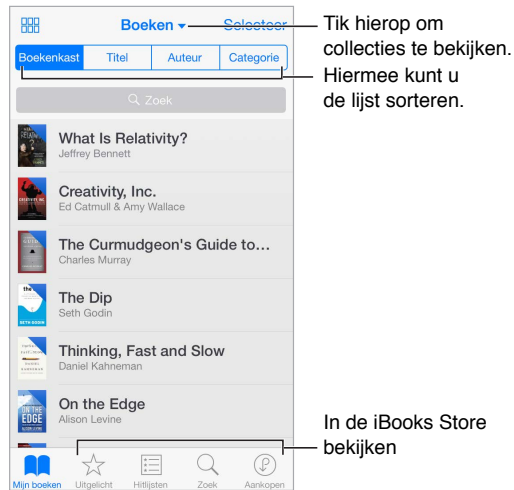 Boeken
Selecteer
Tik hierop om
collecties te bekijken.
Boekenkast Titel Auteur Categorie
Hiermee kunt u
de lijst sorteren.
Zoek
What Is Relativity?
Jeffrey Bennett
Creativity, Inc.
Ed Catmull & Amy Wallace
The Curmudgeon's Guide to…
Charles Murray
The Dip
Seth Godin
Thinking, Fast and Slow
Daniel Kahneman
ON THE
EDGE
On the Edge
Alison Levine
In de iBooks Store
bekijken
Mijn boeken Uitgelicht Hitlijsten Zoek Aankopen